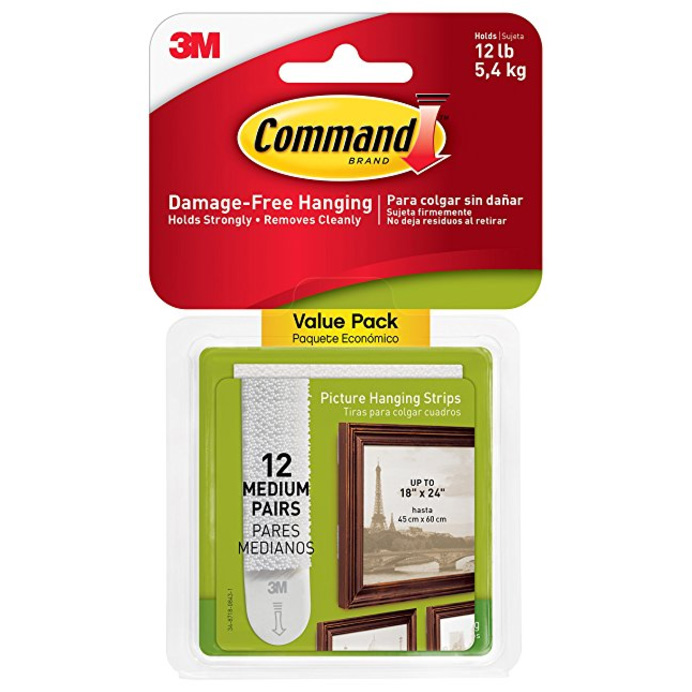 3M
Holds | Sujeta
12 lb
5,4 kg
Command
BRAND
Damage-Free Hanging
Holds Strongly • Removes Cleanly
Para colgar sin dañar
Sujeta firmemente
No deja residuos al retirar
Value Pack
Paquete Económico
Picture Hanging Strips
Tiras para colgar cuadros
12
MEDIUM
PAIRS
PARES
MEDIANOS
UP TO
18" x 24"
hasta
45 cm x 60 cm
3M